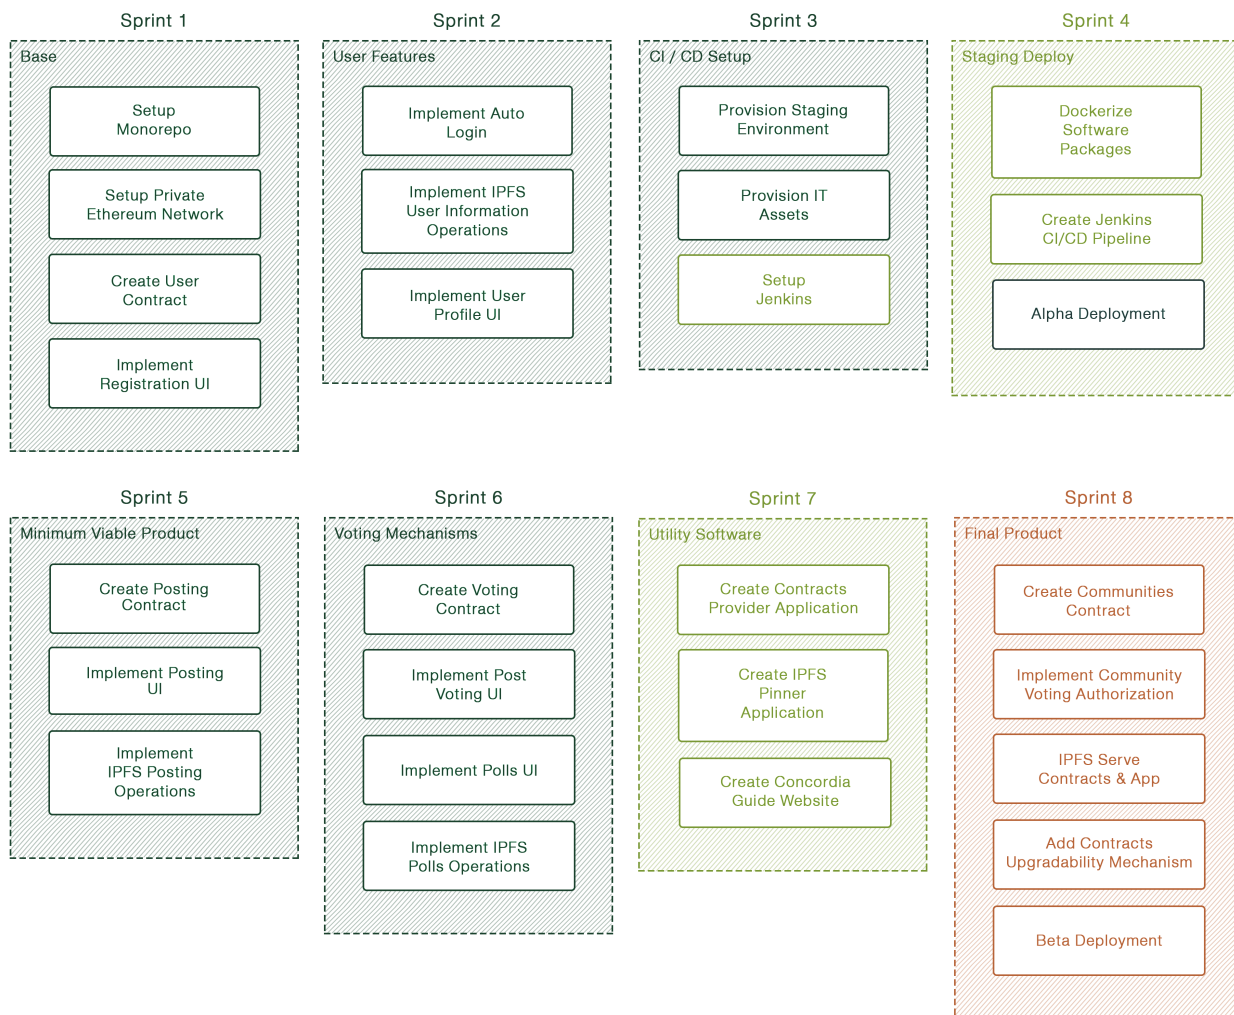 Sprint 1
Base
Setup
Monorepo
Setup Private
Ethereum Network
Create User
Contract
Implement
Registration UI
Sprint 2
User Features
Implement Auto
Login
Implement IPFS
User Information
Operations
Implement User
Profile UI
Sprint 3
CI / CD Setup
Provision Staging
Environment
Provision IT
Assets
Setup
Jenkins
Sprint 4
Staging Deploy
Dockerize
Software
Packages
Create Jenkins
CI/CD Pipeline
Alpha Deployment
Sprint 5
Minimum Viable Product
Create Posting
Contract
Implement Posting
UI
Implement
IPFS Posting
Operations
Sprint 6
Voting Mechanisms
Create Voting
Contract
Implement Post
Voting UI
Implement Polls UI
Implement IPFS
Polls Operations
Sprint 7
Utility Software
Create Contracts
Provider Application
Create IPFS
Pinner
Application
Create Concordia
Guide Website
Sprint 8
Final Product
Create Communities
Contract
Implement Community
Voting Authorization
IPFS Serve
Contracts & App
Add Contracts
Upgradability Mechanism
Beta Deployment